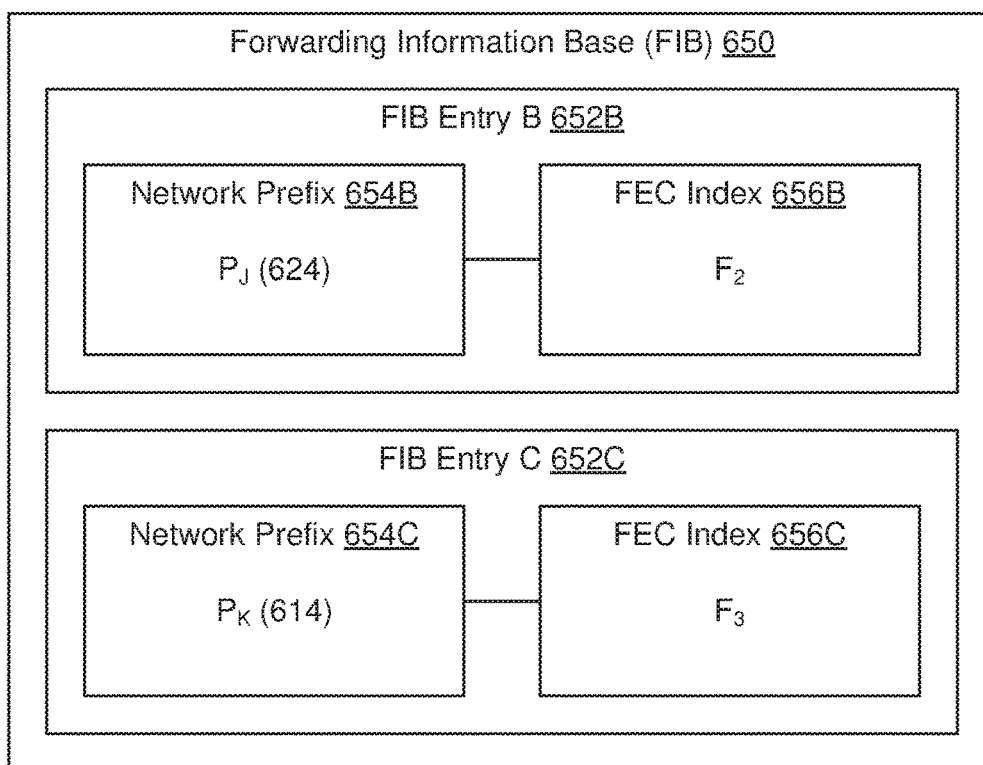 Forwarding Information Base (FIB) 650
FIB Entry B 652B
Network Prefix 654B
FEC Index 656B
PJ (624)
F2
FIB Entry C 652C
Network Prefix 654C
FEC Index 656C
PK (614)
F3